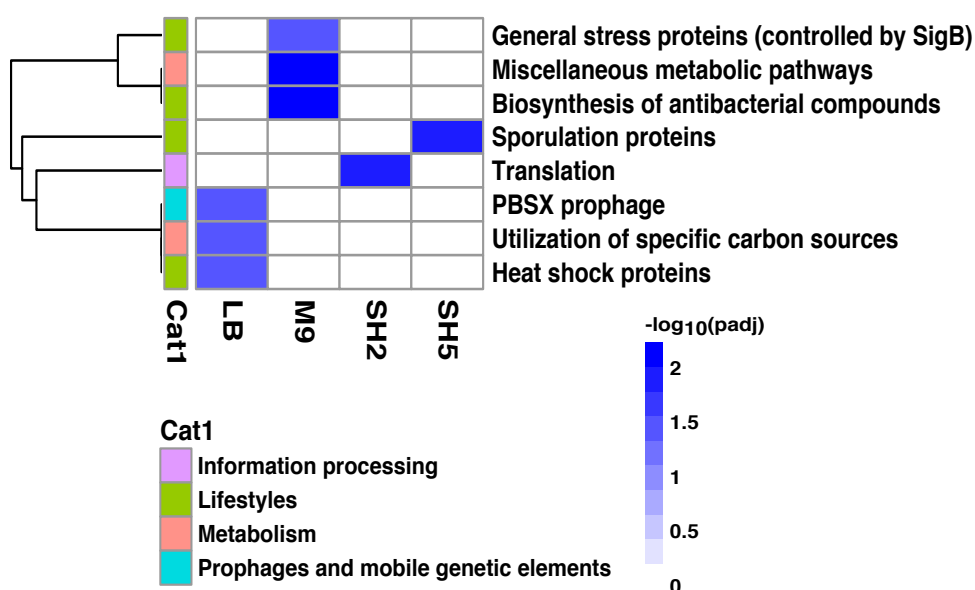 General stress proteins (controlled by SigB)
Miscellaneous metabolic pathways
Biosynthesis of antibacterial compounds
Sporulation proteins
Translation
PBSX prophage
Utilization of specific carbon sources
Heat shock proteins
Cat1
LB
M9
SH2
SH5
-log10(padj)
2
1.5
1
0.5
0
Cat1
Information processing
Lifestyles
Metabolism
Prophages and mobile genetic elements